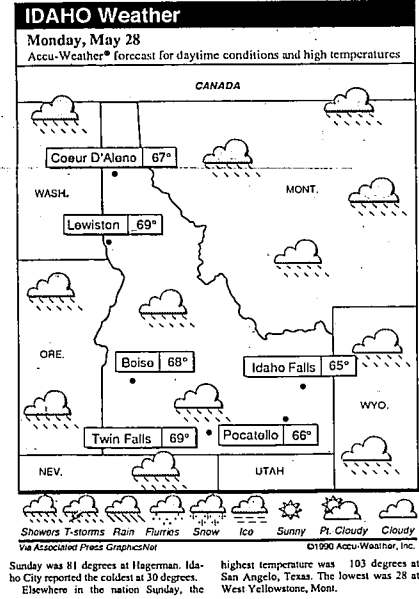 IDAHO Weather
Monday, May 28
Accu-Weather® forecast for daytime conditions and high temperatures
CANADA
Coeur D'Alene 67°
WASH.
MONT.
Lewiston 69°
ORE.
Boise 68°
Idaho Falls 65°
WYO.
Twin Falls 69°
Pocatello 66°
NEV.
UTAH
Showers T-storms Rain Flurries Snow Ice Sunny Pt. Cloudy Cloudy
Via Associated Press GraphicsNet
©1990 Accu-Weather, Inc.
Sunday was 81 degrees at Hagerman. Ida-
ho City reported the coldest at 30 degrees.
Elsewhere in the nation Sunday, the
highest temperature was 103 degrees at
San Angelo, Texas. The lowest was 28 at
West Yellowstone, Mont.